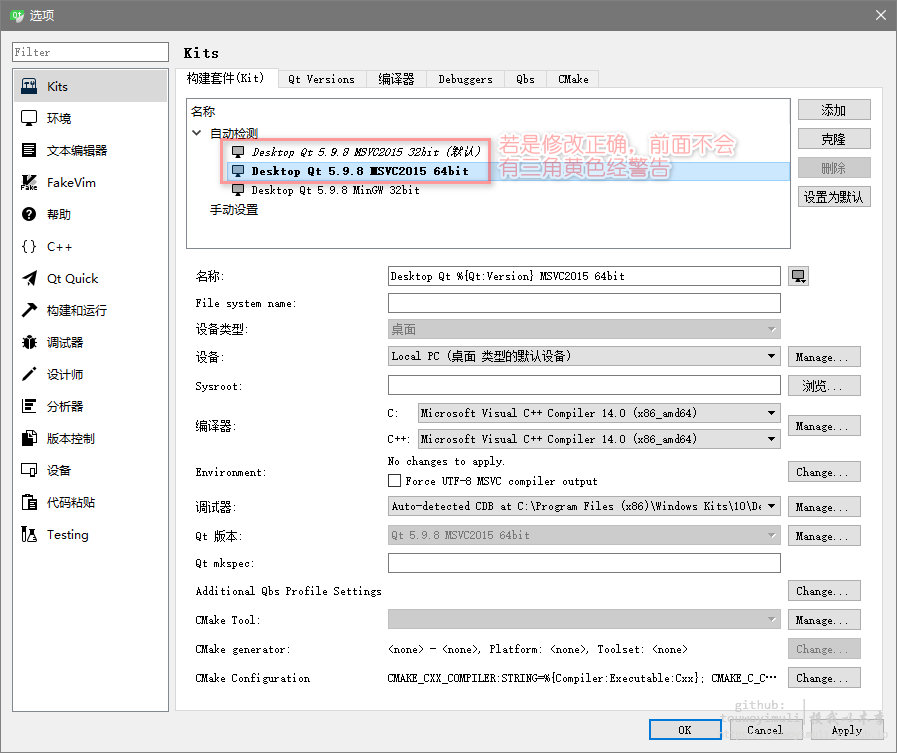 选项
Filter
Kits
环境
文本编辑器
FakeVim
帮助
C++
Qt Quick
构建和运行
调试器
设计师
分析器
版本控制
设备
代码粘贴
Testing
Kits
构建套件(Kit) Qt Versions 编译器 Debuggers Qbs CMake
名称
自动检测
Desktop Qt 5.9.8 MSVC2015 32bit (默认)
Desktop Qt 5.9.8 MSVC2015 64bit
Desktop Qt 5.9.8 MinGW 32bit
手动设置
若是修改正确，前面不会
有三角黄色经警告
添加
克隆
删除
设置为默认
名称: Desktop Qt %{Qt:Version} MSVC2015 64bit
File system name:
设备类型: 桌面
设备: Local PC (桌面 类型的默认设备) Manage...
Sysroot: 浏览...
编译器: C: Microsoft Visual C++ Compiler 14.0 (x86_amd64) Manage...
C++: Microsoft Visual C++ Compiler 14.0 (x86_amd64)
Environment: No changes to apply. Change...
Force UTF-8 MSVC compiler output
调试器: Auto-detected CDB at C:\Program Files (x86)\Windows Kits\10\De Manage...
Qt 版本: Qt 5.9.8 MSVC2015 64bit Manage...
Qt mkspec:
Additional Qbs Profile Settings Change...
CMake Tool: Manage...
CMake generator: <none> - <none>, Platform: <none>, Toolset: <none> Change...
CMake Configuration CMAKE_CXX_COMPILER:STRING=%{Compiler:Executable:Cxx}; CMAKE_C_C... Change...
github:
OK Cancel Apply